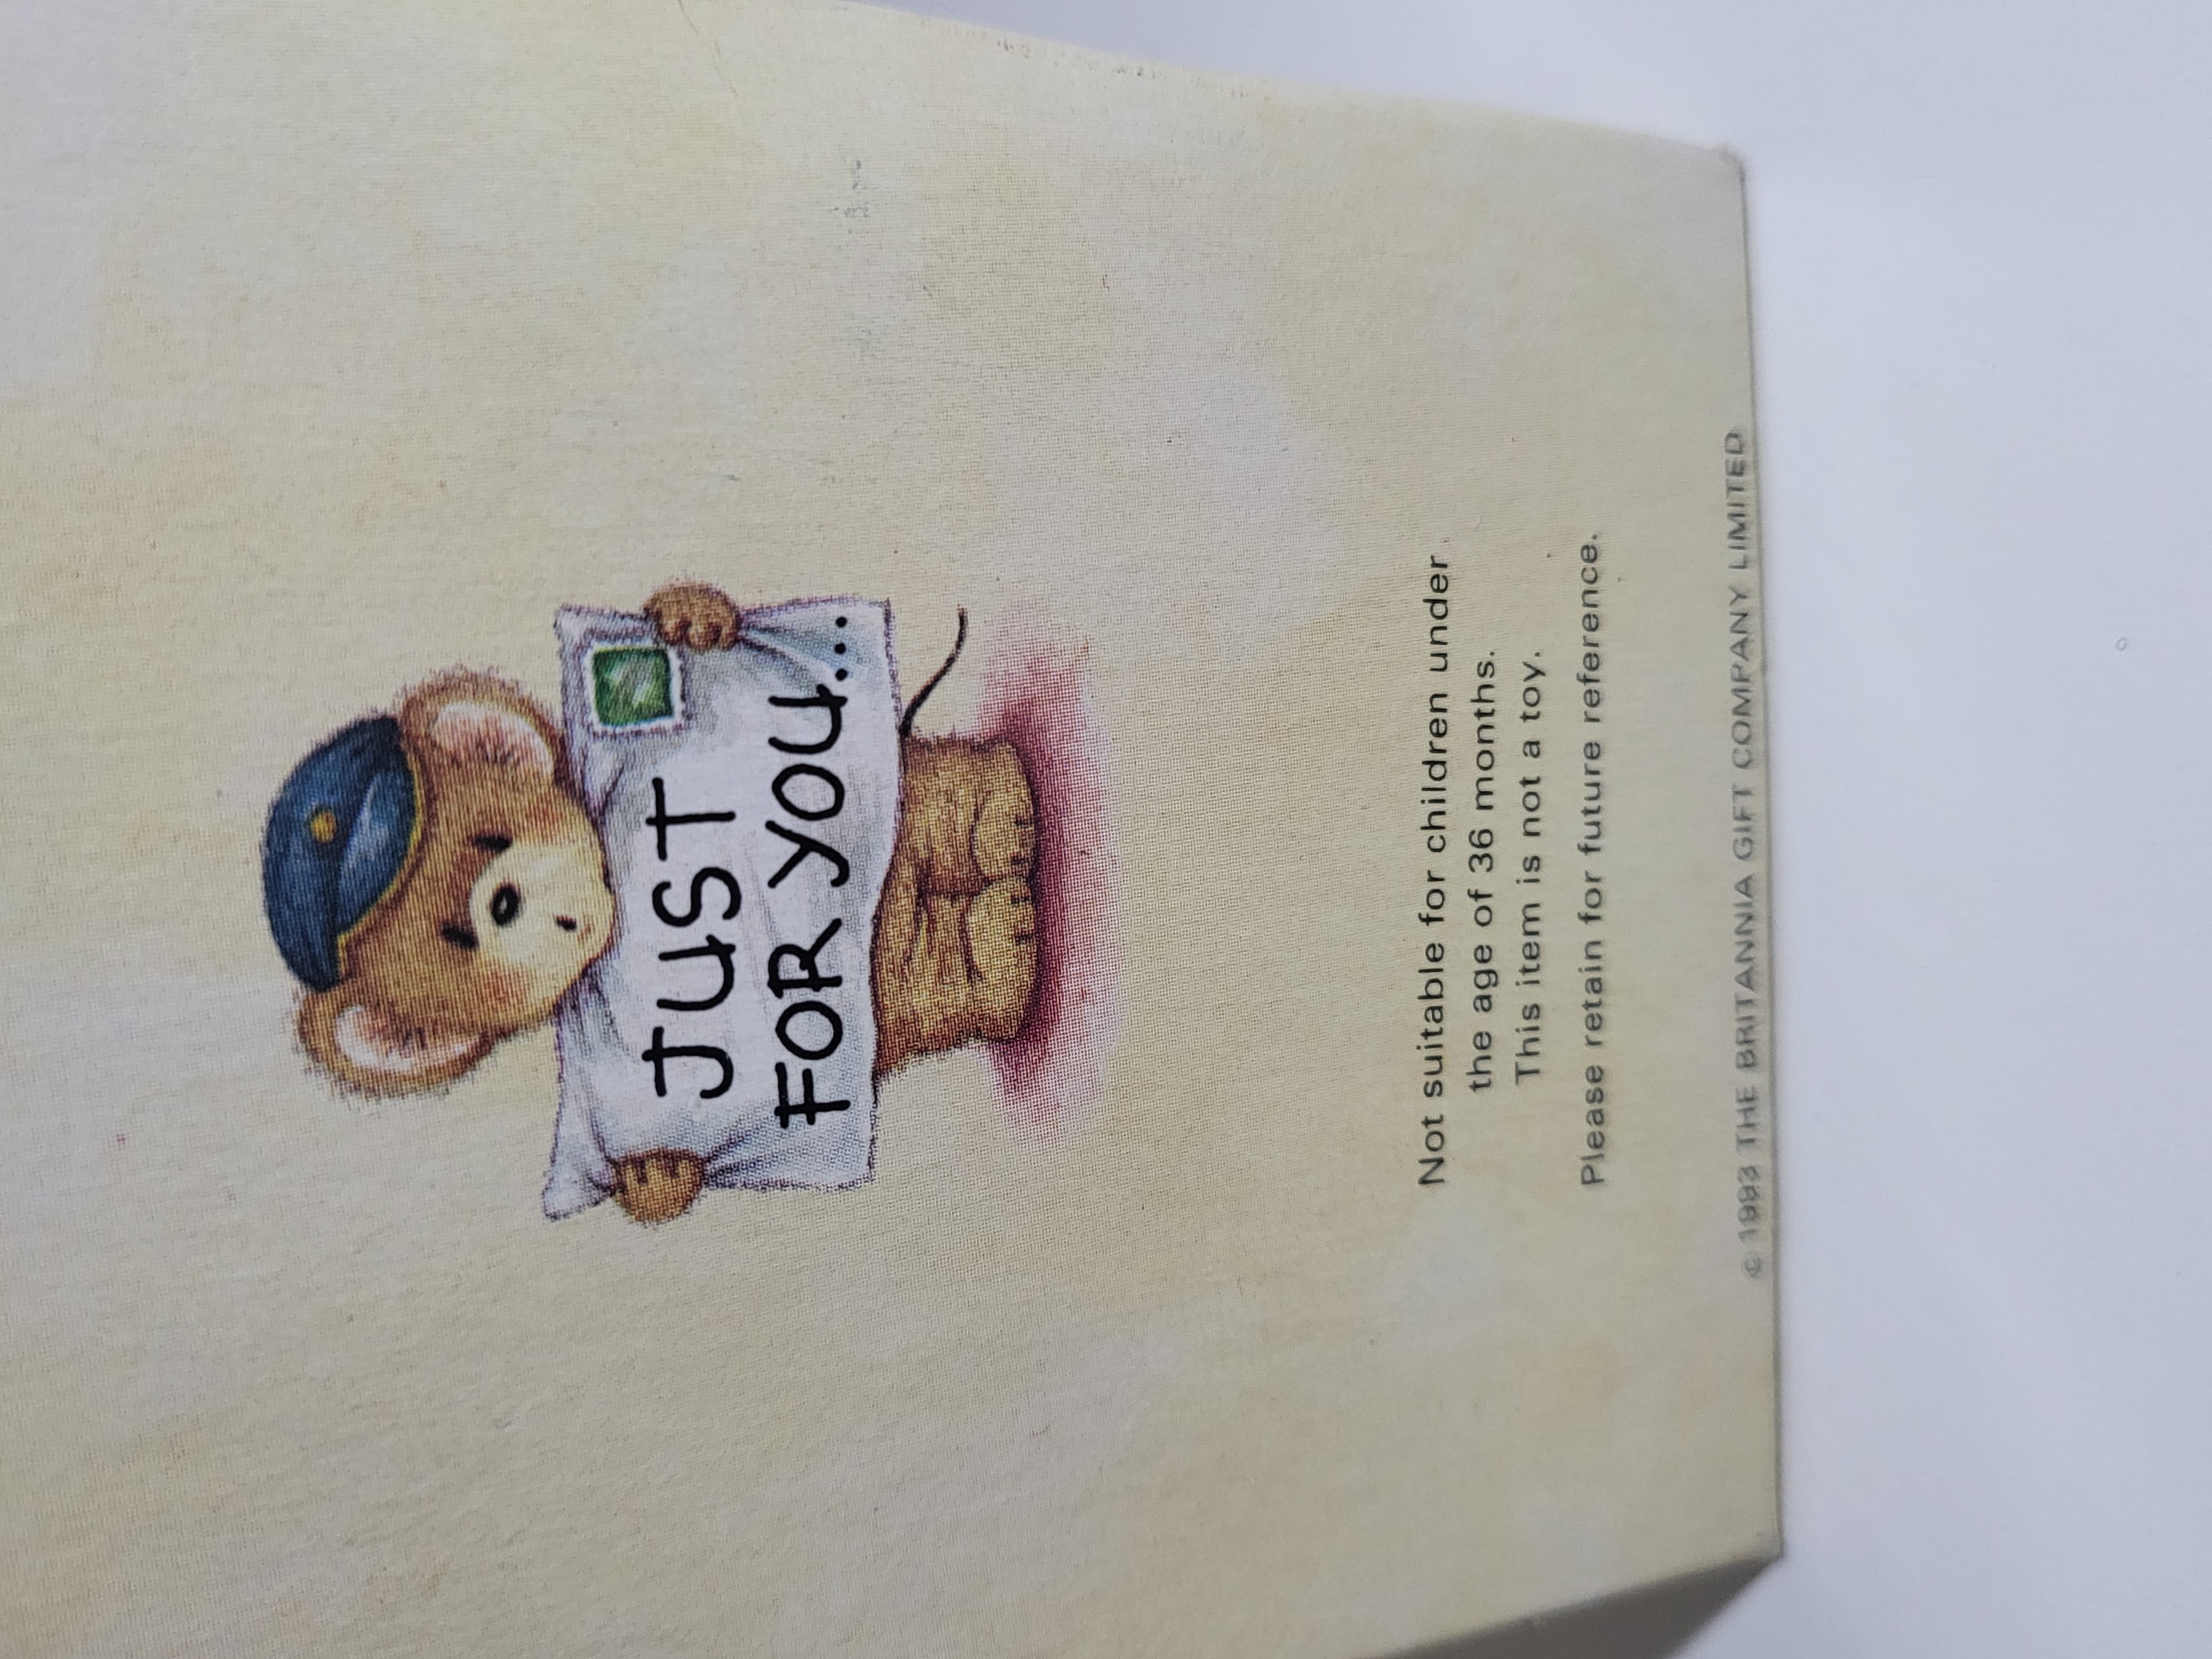 JUST
FOR YOU...
Not suitable for children under
the age of 36 months.
This item is not a toy.
Please retain for future reference.
© 1993 THE BRITANNIA GIFT COMPANY LIMITED